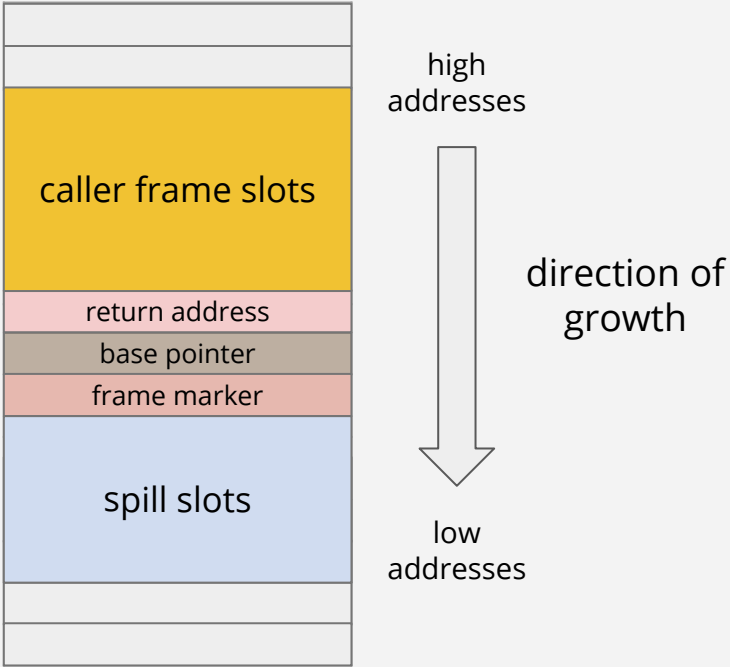 high
addresses
caller frame slots
direction of
growth
return address
base pointer
frame marker
spill slots
low
addresses